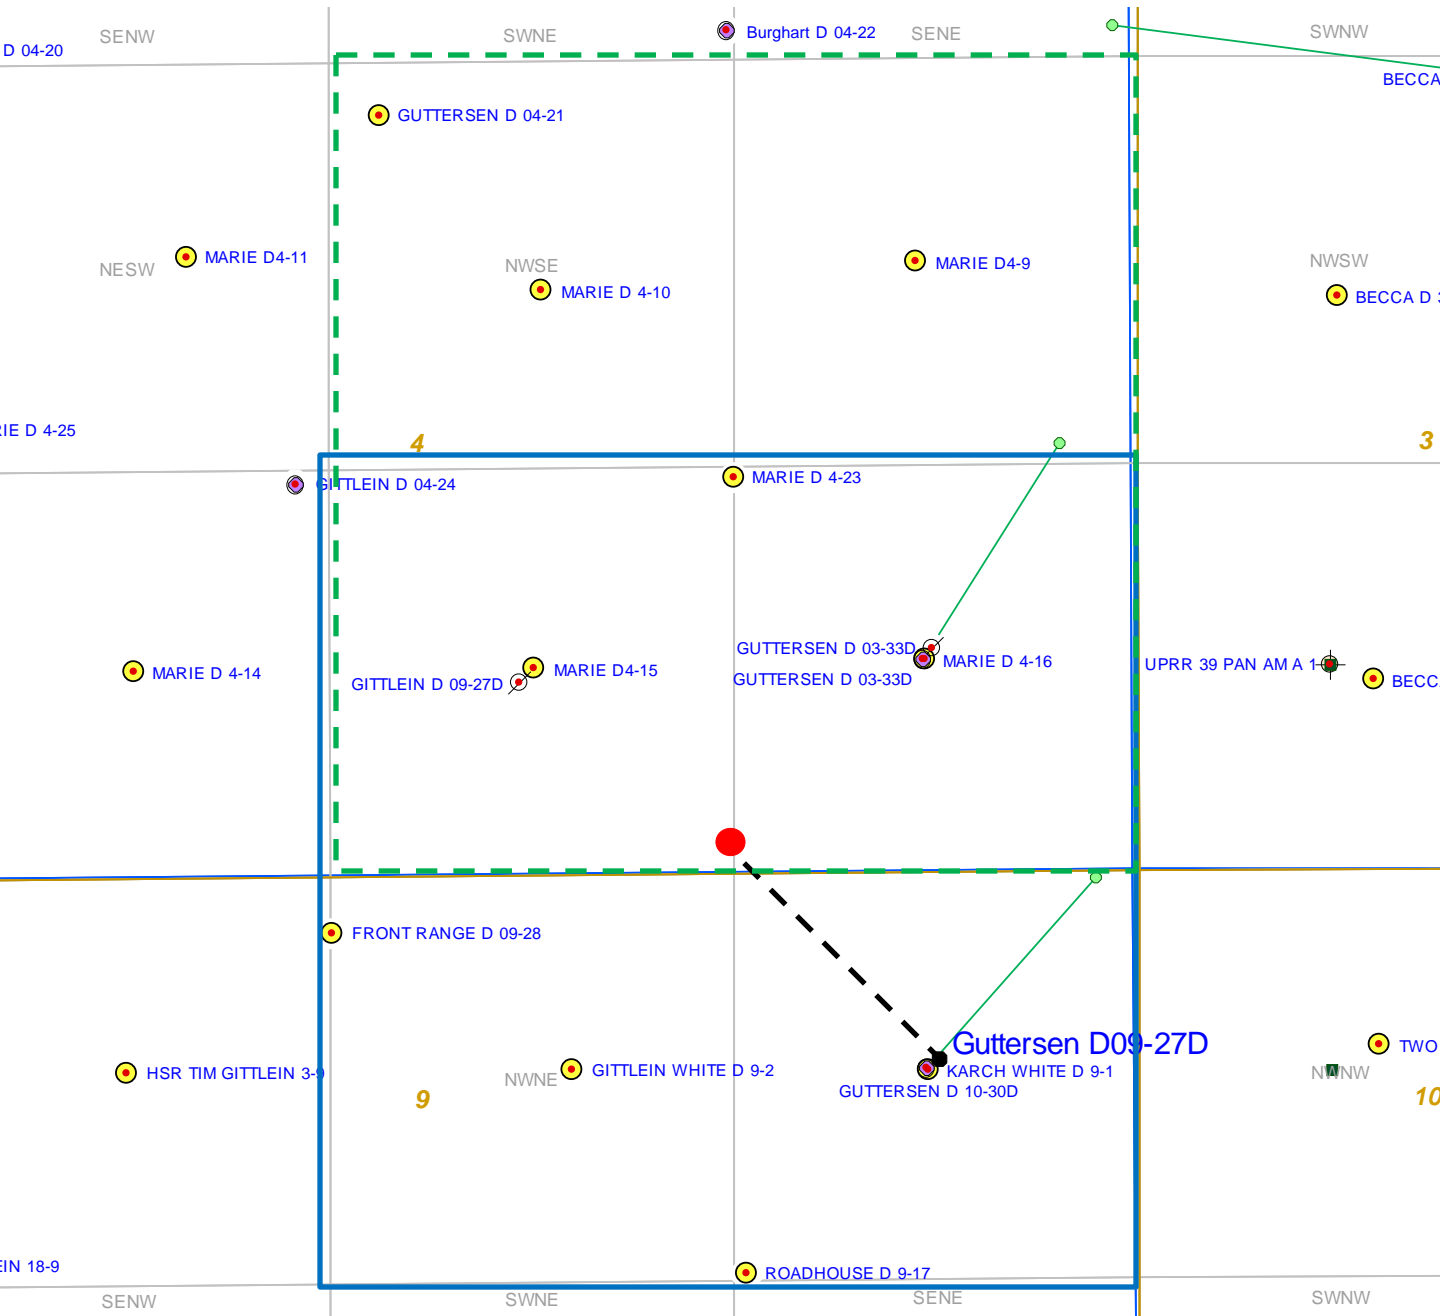 SENW
SWNE
Burghart D 04-22
SENE
SWNW
D 04-20
BECCA
GUTTERSEN D 04-21
MARIE D4-11
NESW
NWSE
MARIE D 4-10
MARIE D4-9
NWSW
BECCA D
RIE D 4-25
4
3
GITTLEIN D 04-24
MARIE D 4-23
MARIE D 4-14
MARIE D4-15
GITTLEIN D 09-27D
GUTTERSEN D 03-33D
MARIE D 4-16
GUTTERSEN D 03-33D
UPRR 39 PAN AM A 1
BECC
FRONT RANGE D 09-28
Guttersen D09-27D
TWO
HSR TIM GITTLEIN 3-9
NWNE
GITTLEIN WHITE D 9-2
KARCH WHITE D 9-1
NWNW
GUTTERSEN D 10-30D
9
10
EIN 18-9
ROADHOUSE D 9-17
SENW
SWNE
SENE
SWNW